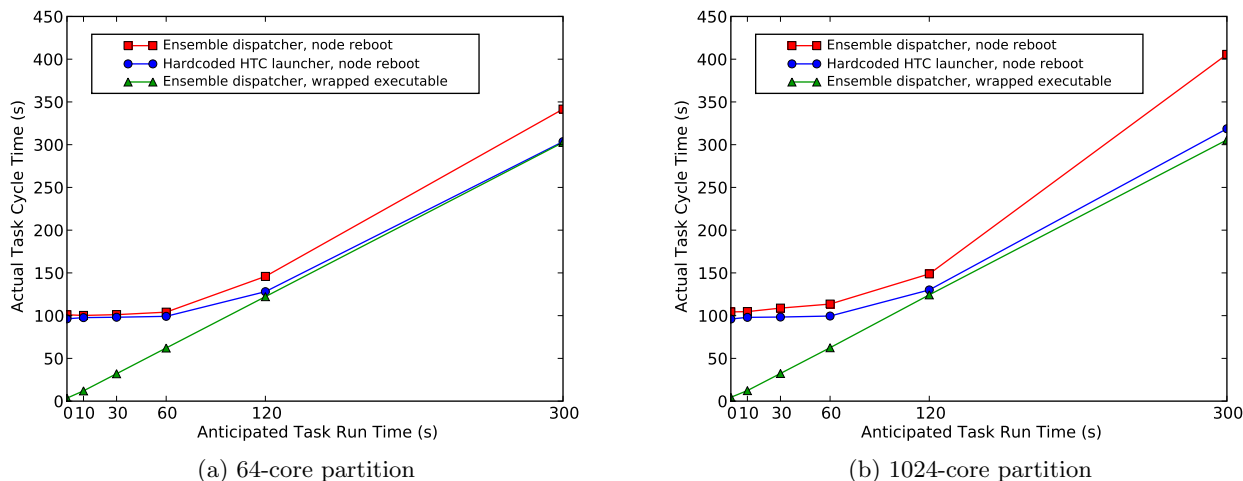 450
400
350
300
250
200
150
100
50
0
Actual Task Cycle Time (s)
Ensemble dispatcher, node reboot
Hardcoded HTC launcher, node reboot
Ensemble dispatcher, wrapped executable
0 10 30 60 120 300
Anticipated Task Run Time (s)
(a) 64-core partition
450
400
350
300
250
200
150
100
50
0
Actual Task Cycle Time (s)
Ensemble dispatcher, node reboot
Hardcoded HTC launcher, node reboot
Ensemble dispatcher, wrapped executable
0 10 30 60 120 300
Anticipated Task Run Time (s)
(b) 1024-core partition